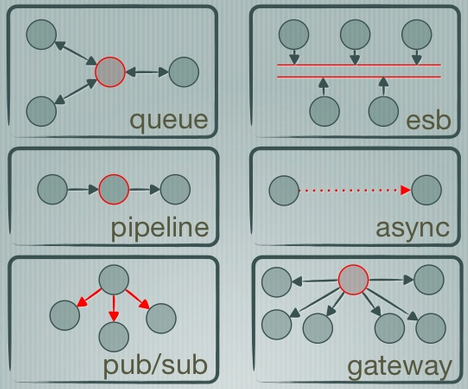 queue
esb
pipeline
async
pub/sub
gateway